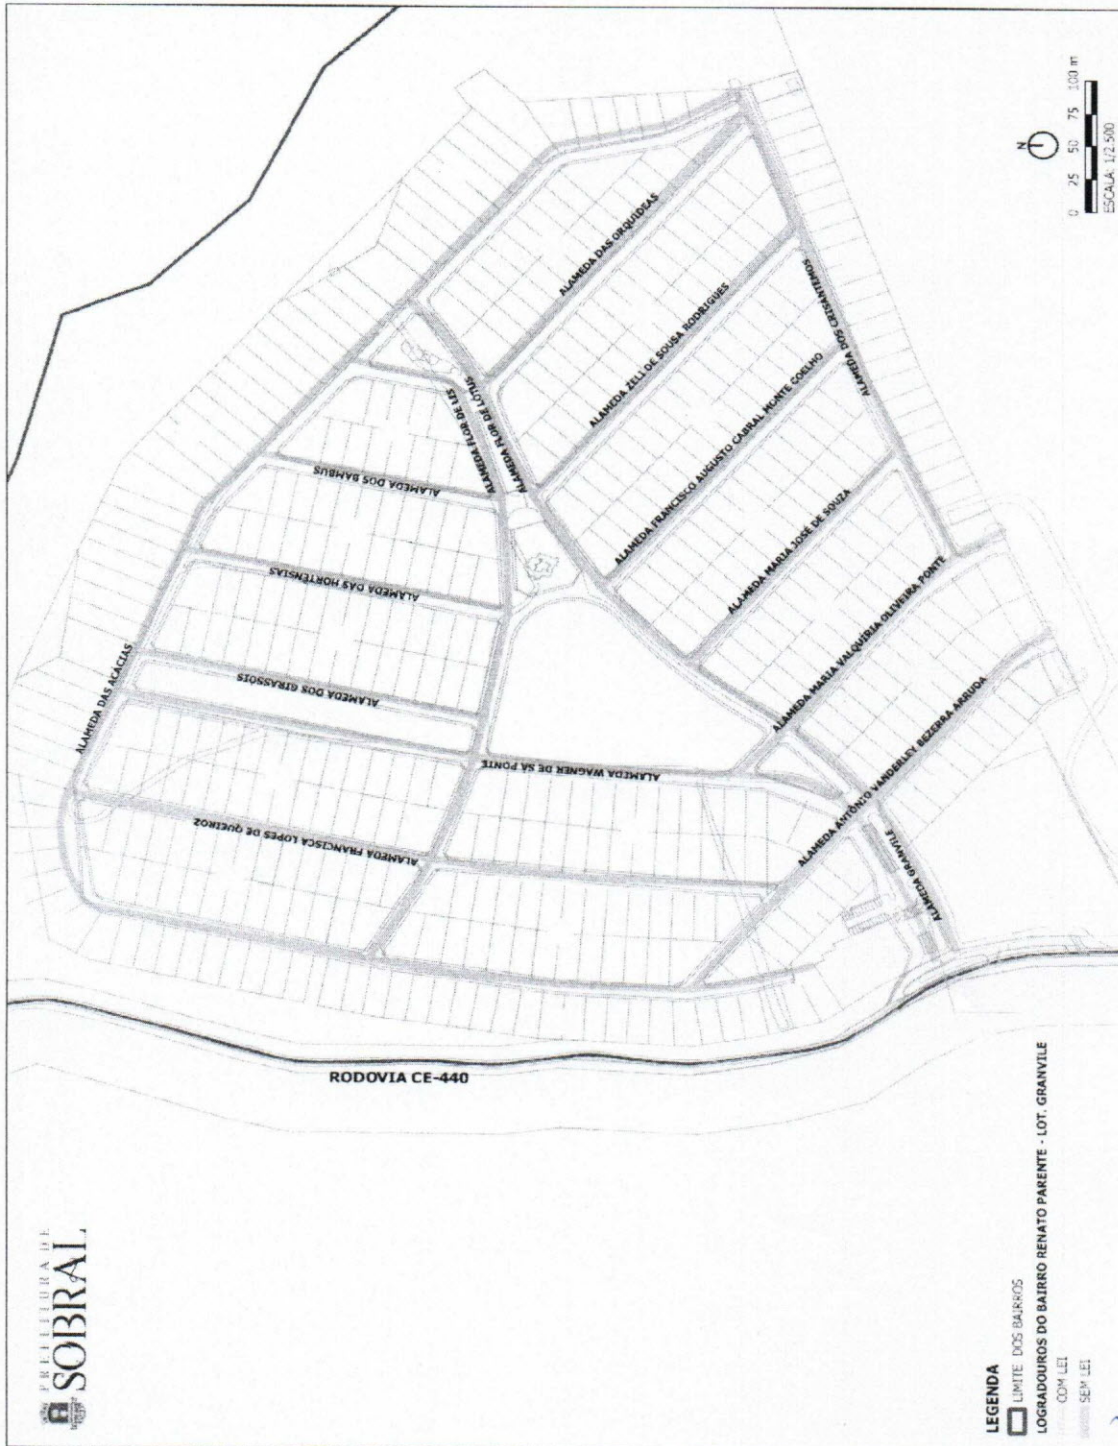 PREFEITURA DE
SOBRAL
RODOVIA CE-440
ALAMEDA DAS ACÁCIAS
ALAMEDA FRANCISCA LOPES DE QUEIROZ
ALAMEDA DOS GIRASSÓIS
ALAMEDA DAS HORTÊNSIAS
ALAMEDA DOS BAMBUS
ALAMEDA WAGNER DE SÁ PONTE
ALAMEDA FLOR DE LES
ALAMEDA FLOR DE LÓTUS
ALAMEDA DAS ORQUÍDEAS
ALAMEDA ZELI DE SOUSA RODRIGUES
ALAMEDA FRANCISCO AUGUSTO CABRAL MONTE COELHO
ALAMEDA DOS CRISANTEMOS
ALAMEDA MARIA JOSÉ DE SOUZA
ALAMEDA MARIA VALQUÍRIA OLIVEIRA PONTE
ALAMEDA ANTÔNIO VANDERLEY BEZERRA ARRUDA
ALAMEDA GRANVILE
LEGENDA
LIMITE DOS BAIRROS
LOGRADOUROS DO BAIRRO RENATO PARENTE - LOT. GRANVILE
COM LEI
SEM LEI
N
0 25 50 75 100 m
ESCALA: 1/2.500